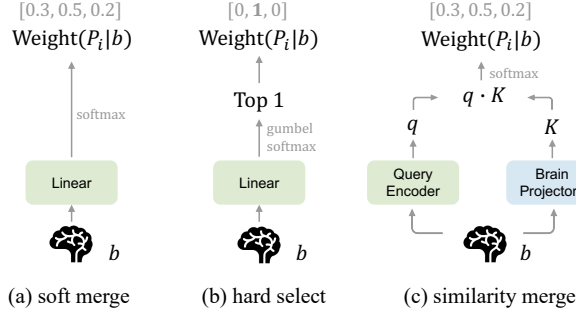 [0.3, 0.5, 0.2]
Weight(P_i|b)
softmax
Linear
b
(a) soft merge
[0, 1, 0]
Weight(P_i|b)
Top 1
gumbel
softmax
Linear
b
(b) hard select
[0.3, 0.5, 0.2]
Weight(P_i|b)
softmax
q · K
q
K
Query
Encoder
Brain
Projector
b
(c) similarity merge